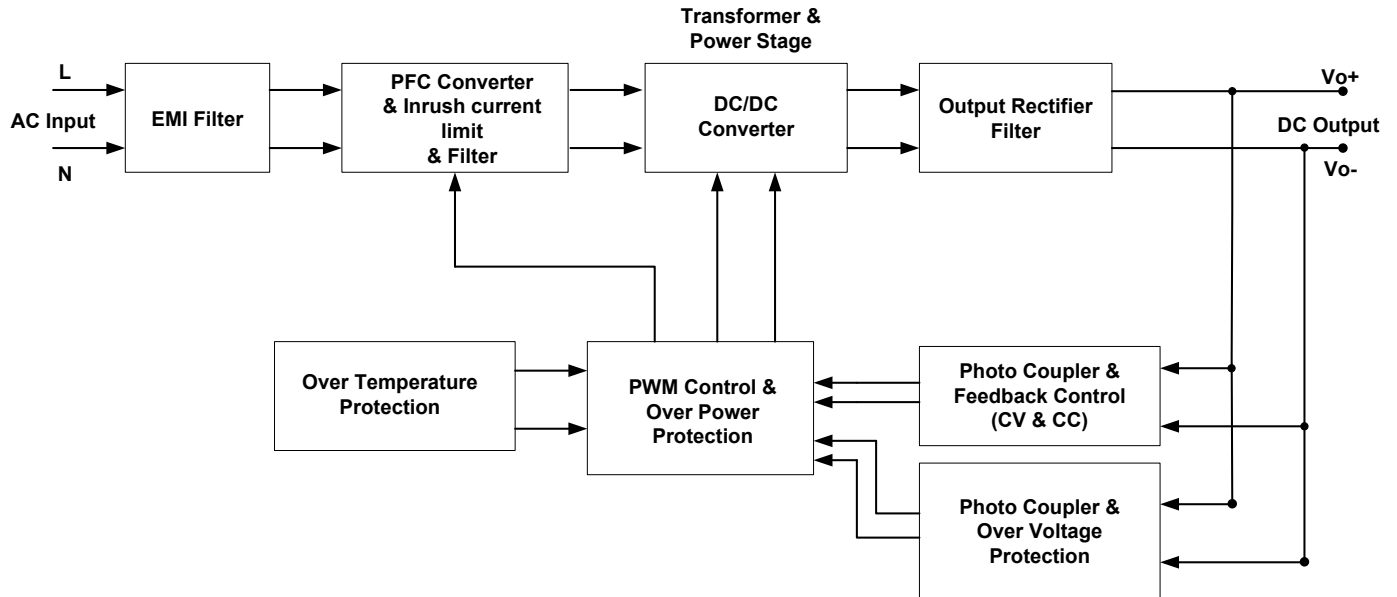 Transformer &
Power Stage
L
AC Input
N
EMI Filter
PFC Converter
& Inrush current
limit
& Filter
DC/DC
Converter
Output Rectifier
Filter
Vo+
DC Output
Vo-
Over Temperature
Protection
PWM Control &
Over Power
Protection
Photo Coupler &
Feedback Control
(CV & CC)
Photo Coupler &
Over Voltage
Protection